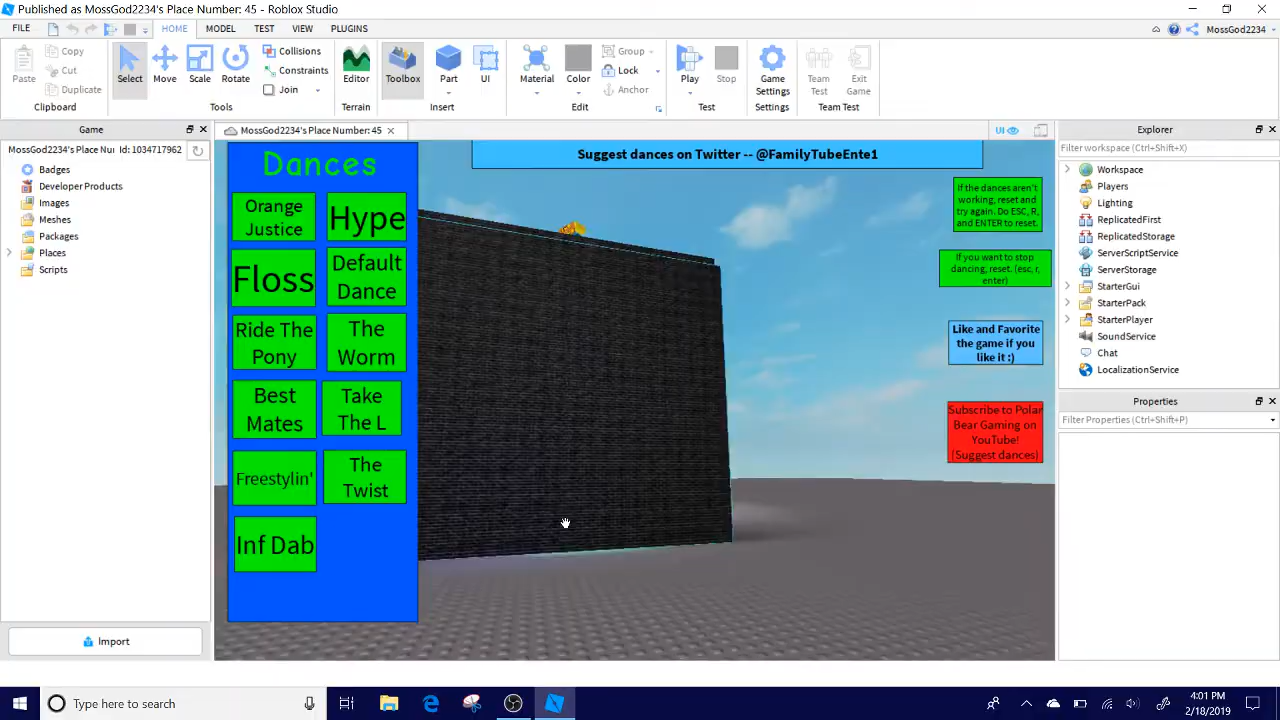 Published as MossGod2234's Place Number: 45 - Roblox Studio
FILE HOME MODEL TEST VIEW PLUGINS MossGod2234
Paste Copy Cut Duplicate
Clipboard
Select Move Scale Rotate Collisions Constraints Join
Tools
Editor
Terrain
Toolbox Part UI
Insert
Material Color Group Lock Anchor
Edit
Play Stop
Test
Game Settings
Settings
Team Test Exit Game
Team Test
Game
MossGod2234's Place Nur Id: 1034717962
Badges
Developer Products
Images
Meshes
Packages
Places
Scripts
Import
MossGod2234's Place Number: 45
UI
Dances
Orange
Justice
Hype
Floss
Default
Dance
Ride The
Pony
The
Worm
Best
Mates
Take
The L
Freestylin'
The
Twist
Inf Dab
Suggest dances on Twitter -- @FamilyTubeEnte1
If the dances aren't
working, reset and
try again. Do ESC, R,
and ENTER to reset.
If you want to stop
dancing, reset. (esc, r,
enter)
Like and Favorite
the game if you
like it :)
Subscribe to Polar
Bear Gaming on
YouTube!
(Suggest dances)
Explorer
Filter workspace (Ctrl+Shift+X)
Workspace
Players
Lighting
ReplicatedFirst
ReplicatedStorage
ServerScriptService
ServerStorage
StarterGui
StarterPack
StarterPlayer
SoundService
Chat
LocalizationService
Properties
Filter Properties (Ctrl+Shift+P)
Type here to search
4:01 PM
2/18/2019